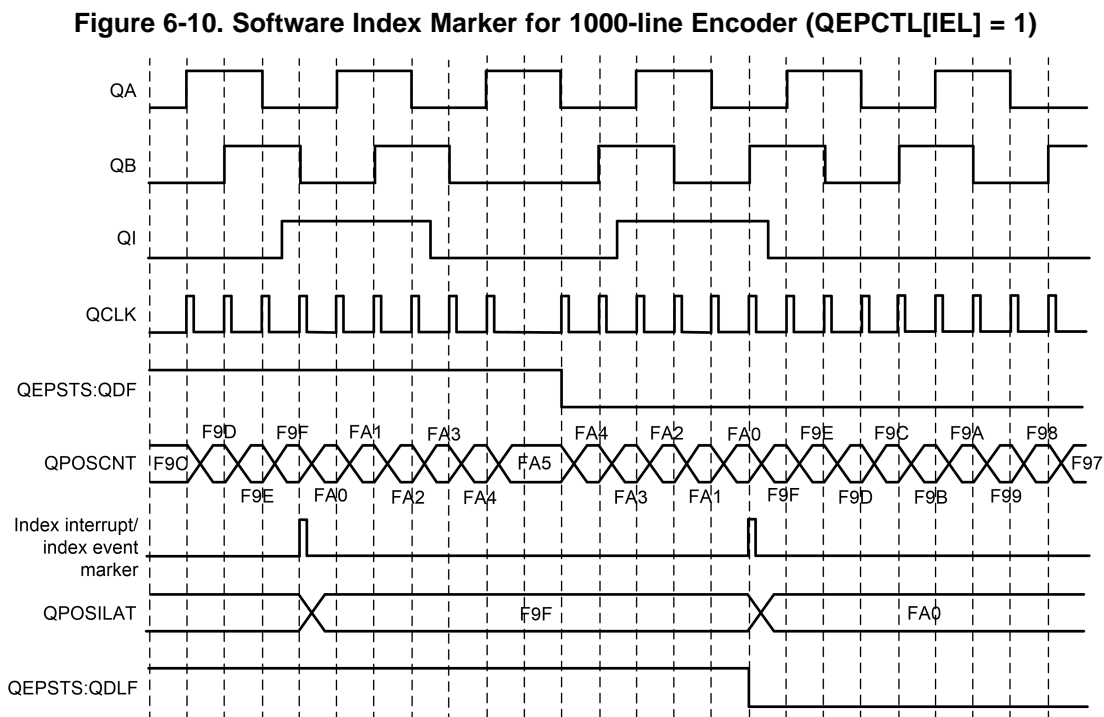 Figure 6-10. Software Index Marker for 1000-line Encoder (QEPCTL[IEL] = 1)
QA
QB
QI
QCLK
QEPSTS:QDF
F9D F9F FA1 FA3 FA4 FA2 FA0 F9E F9C F9A F98
QPOSCNT F9C FA5 F97
F9E FA0 FA2 FA4 FA3 FA1 F9F F9D F9B F99
Index interrupt/
index event
marker
QPOSILAT F9F FA0
QEPSTS:QDLF